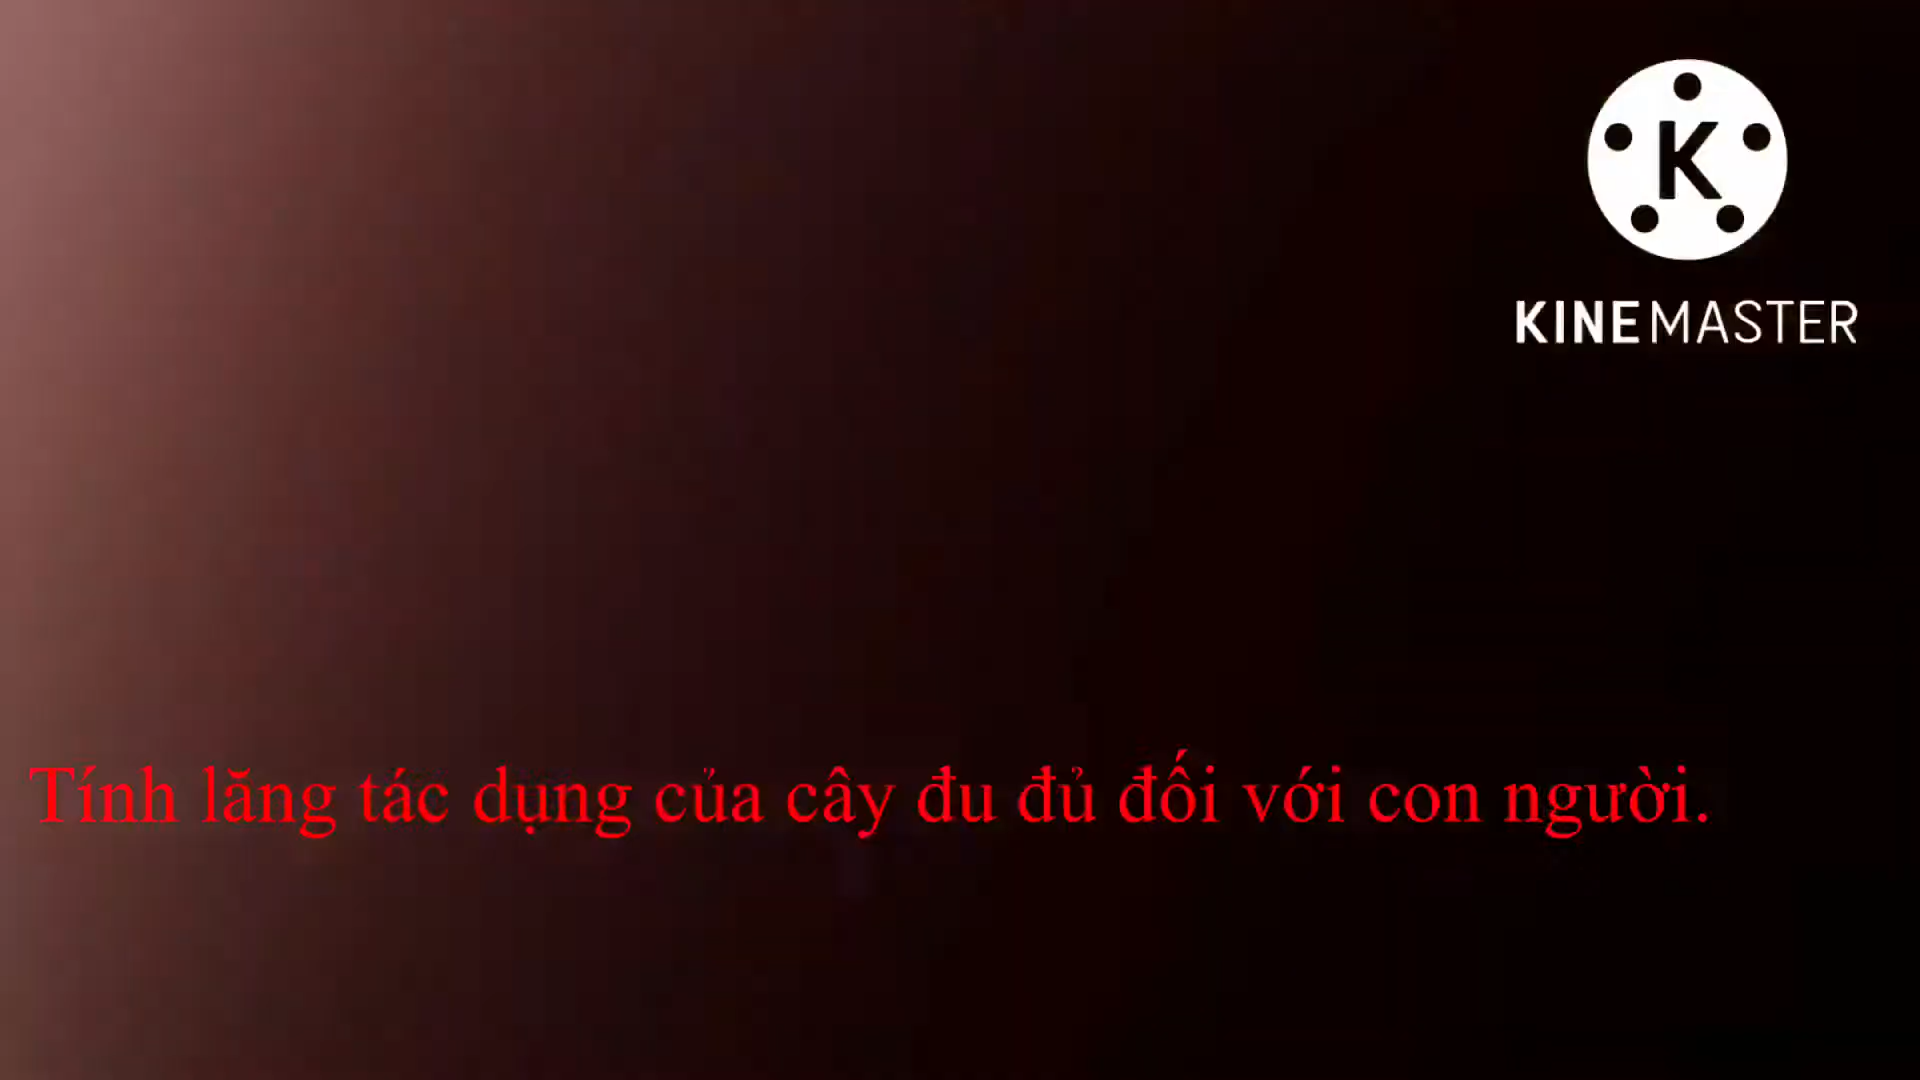 K
KINEMASTER
Tính lăng tác dụng của cây đu đủ đối với con người.